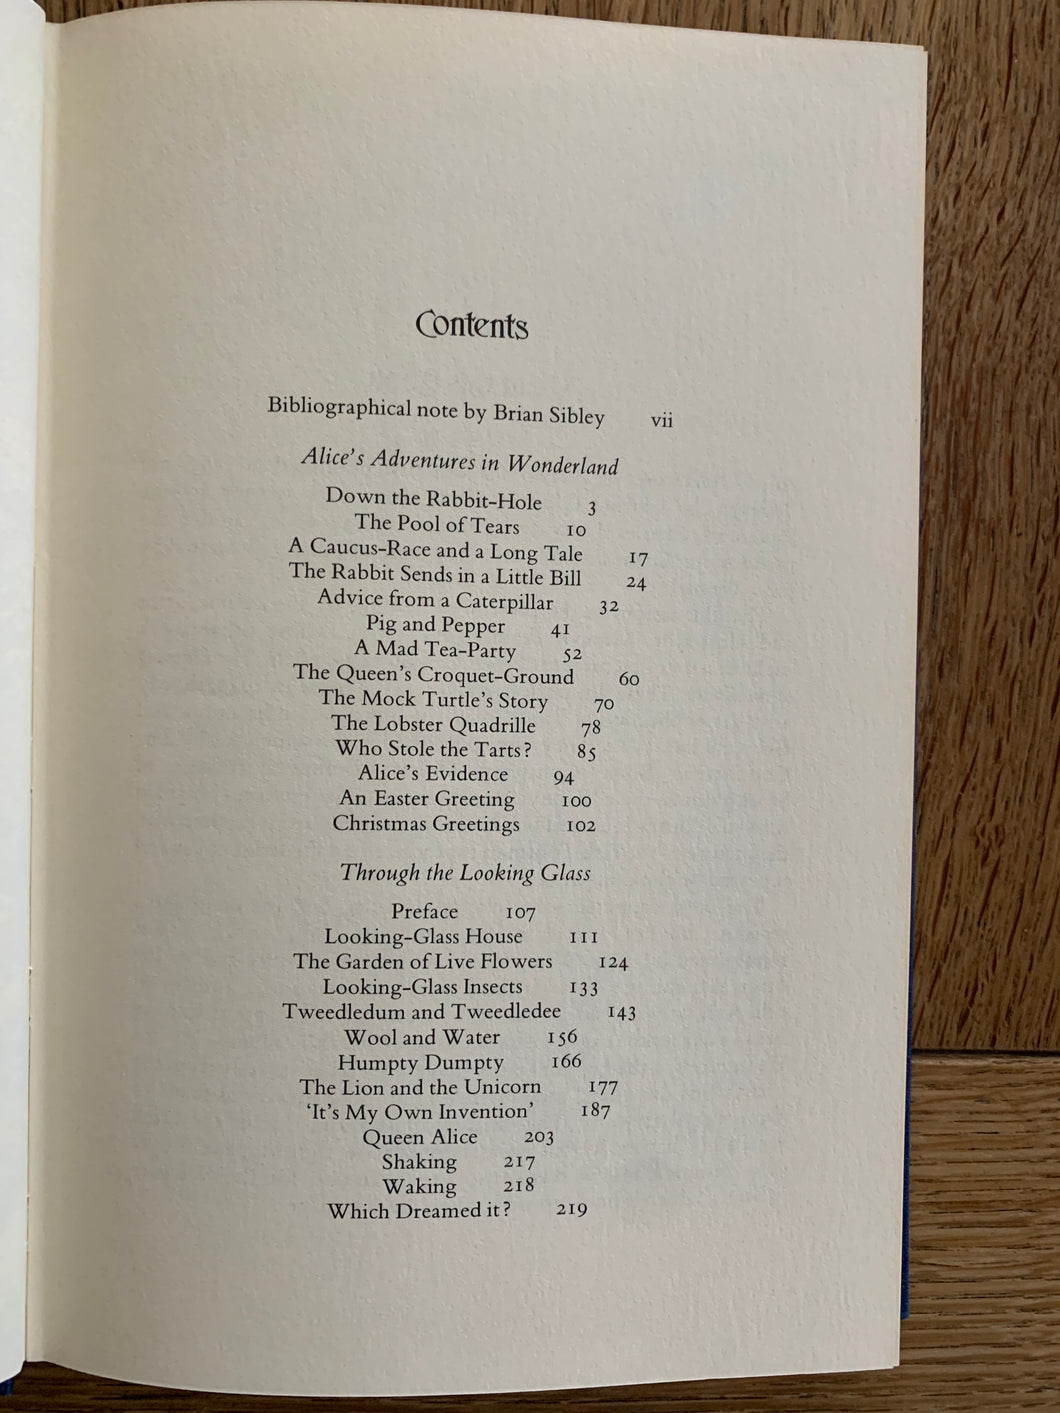 Contents
Bibliographical note by Brian Sibley vii
Alice's Adventures in Wonderland
Down the Rabbit-Hole 3
The Pool of Tears 10
A Caucus-Race and a Long Tale 17
The Rabbit Sends in a Little Bill 24
Advice from a Caterpillar 32
Pig and Pepper 41
A Mad Tea-Party 52
The Queen's Croquet-Ground 60
The Mock Turtle's Story 70
The Lobster Quadrille 78
Who Stole the Tarts? 85
Alice's Evidence 94
An Easter Greeting 100
Christmas Greetings 102
Through the Looking Glass
Preface 107
Looking-Glass House 111
The Garden of Live Flowers 124
Looking-Glass Insects 133
Tweedledum and Tweedledee 143
Wool and Water 156
Humpty Dumpty 166
The Lion and the Unicorn 177
‘It's My Own Invention’ 187
Queen Alice 203
Shaking 217
Waking 218
Which Dreamed it? 219